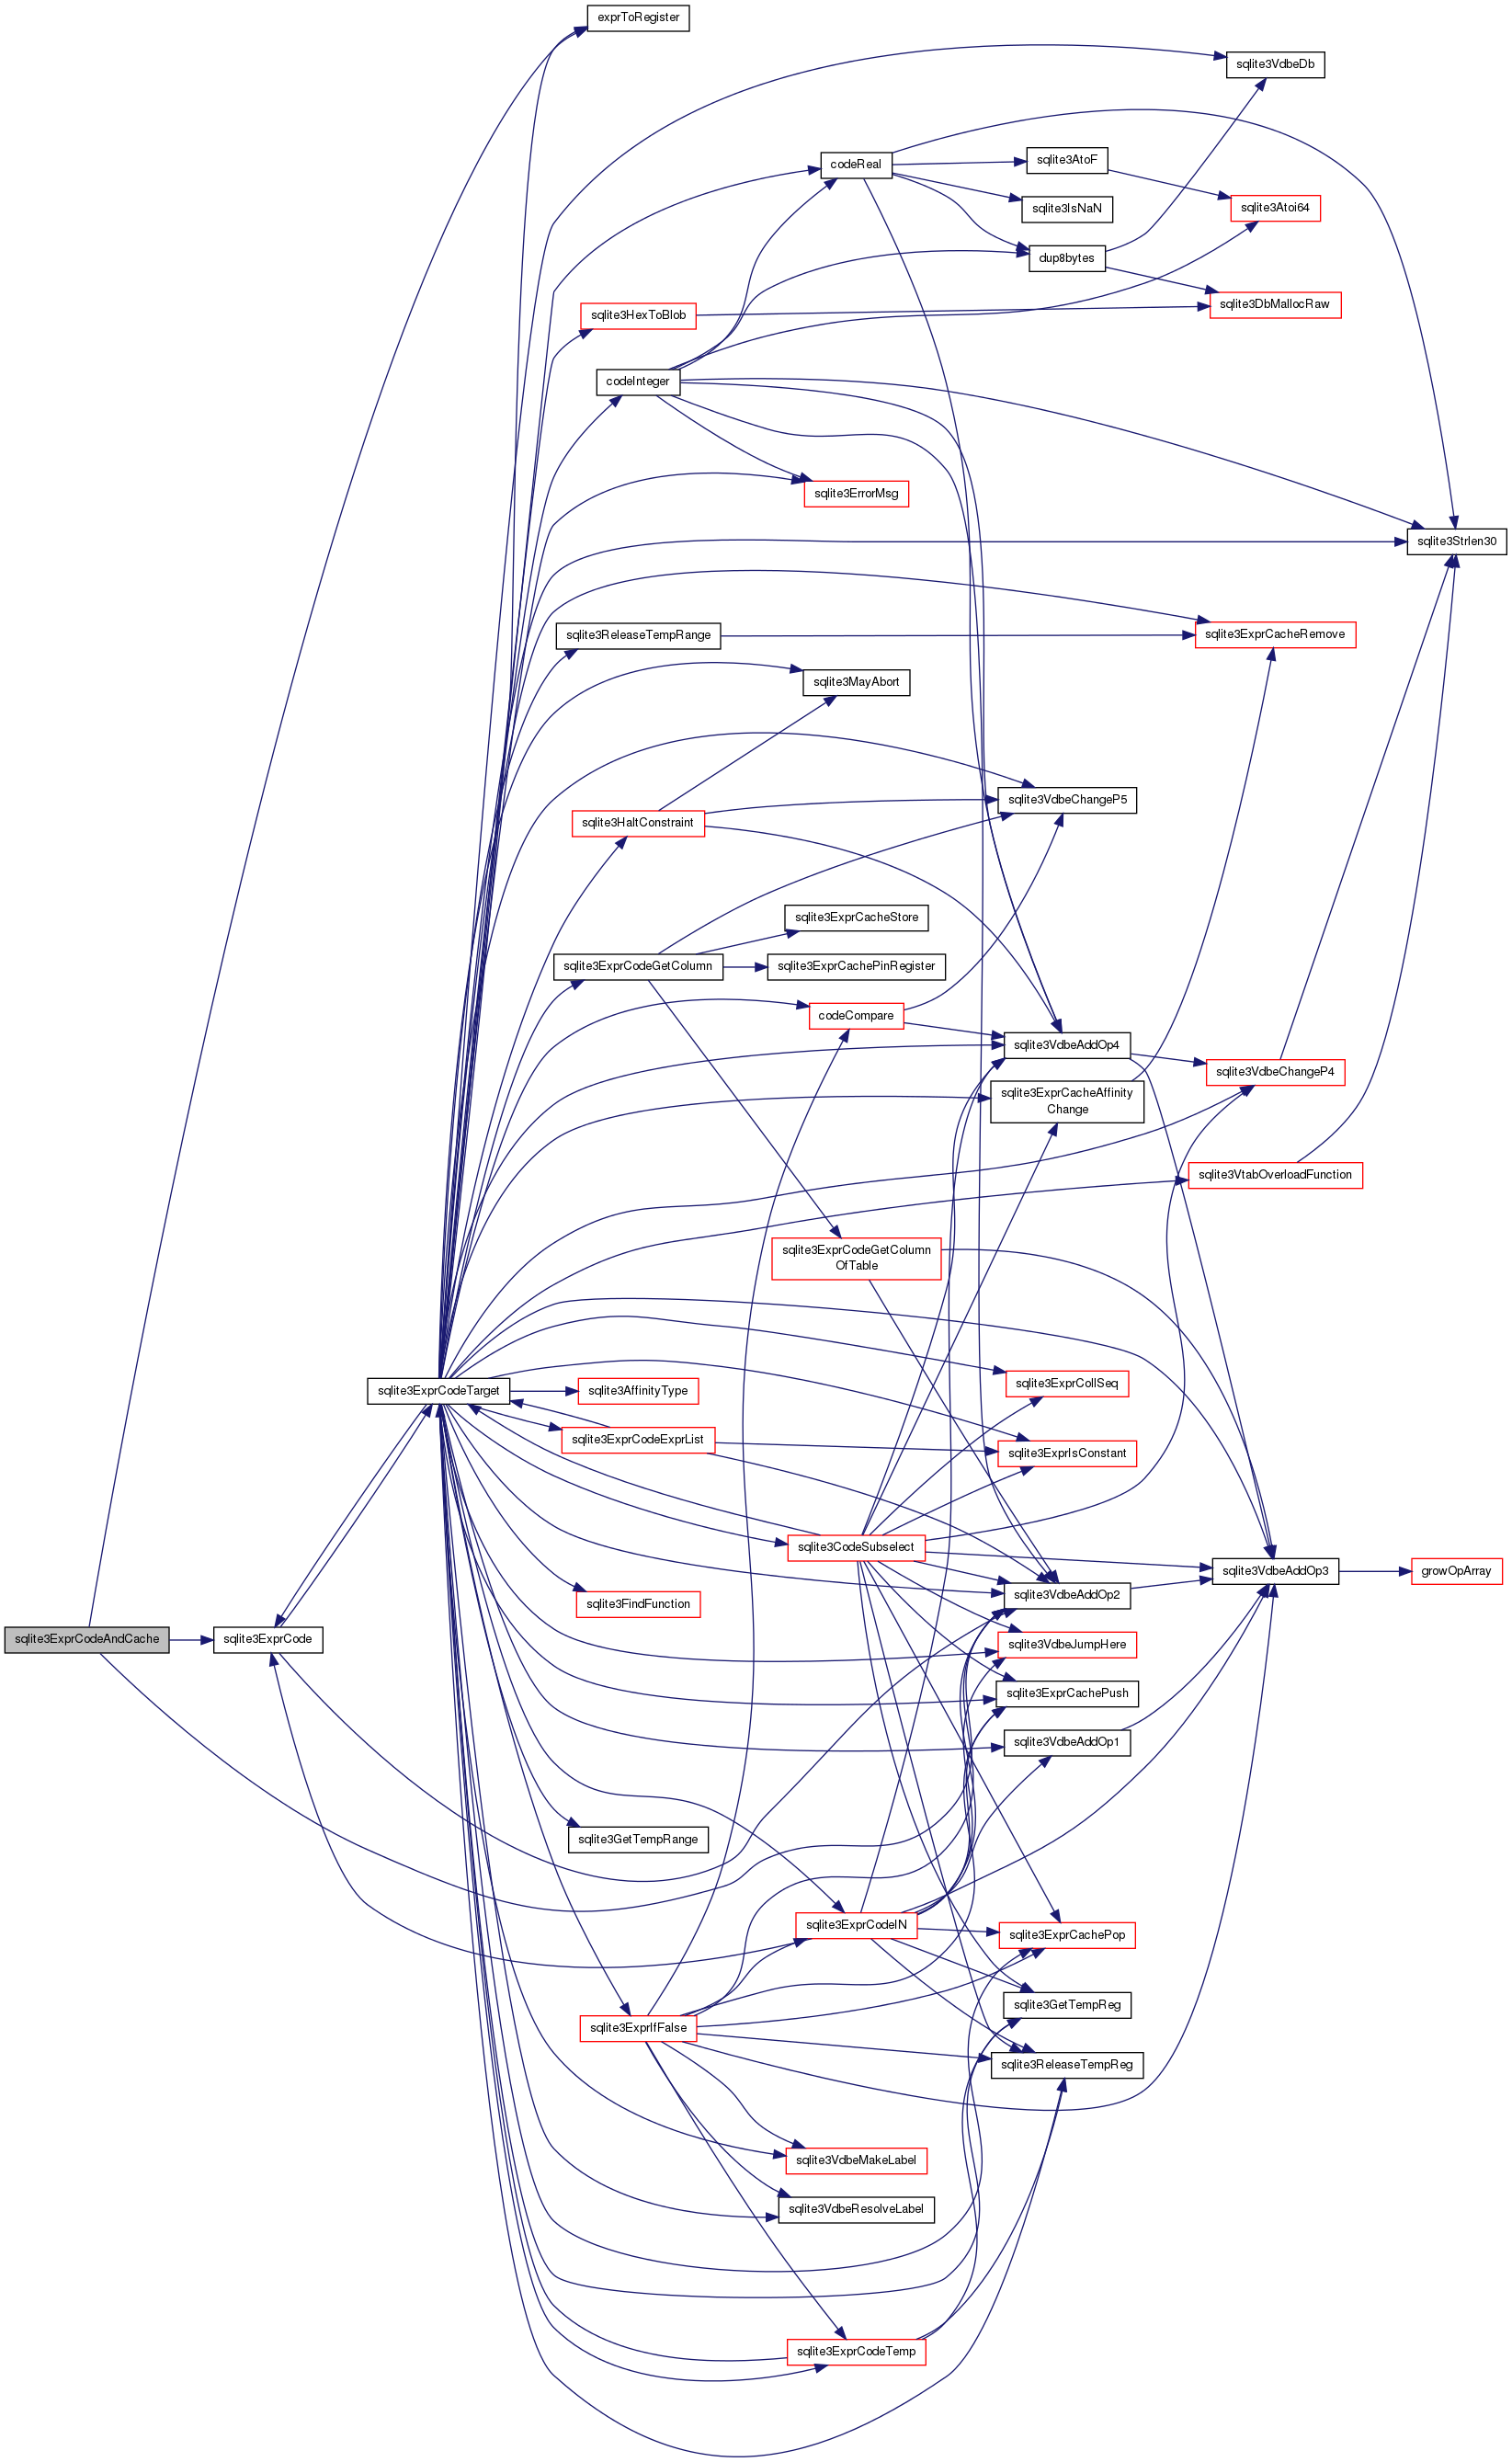 exprToRegister
sqlite3VdbeDb
codeReal
sqlite3AtoF
sqlite3IsNaN
sqlite3Atoi64
dup8bytes
sqlite3HexToBlob
sqlite3DbMallocRaw
codeInteger
sqlite3ErrorMsg
sqlite3Strlen30
sqlite3ReleaseTempRange
sqlite3ExprCacheRemove
sqlite3MayAbort
sqlite3HaltConstraint
sqlite3VdbeChangeP5
sqlite3ExprCacheStore
sqlite3ExprCodeGetColumn
sqlite3ExprCachePinRegister
codeCompare
sqlite3VdbeAddOp4
sqlite3VdbeChangeP4
sqlite3ExprCacheAffinity
Change
sqlite3VtabOverloadFunction
sqlite3ExprCodeGetColumn
OfTable
sqlite3ExprCodeTarget
sqlite3AffinityType
sqlite3ExprCollSeq
sqlite3ExprCodeExprList
sqlite3ExprIsConstant
sqlite3CodeSubselect
sqlite3VdbeAddOp3
growOpArray
sqlite3FindFunction
sqlite3VdbeAddOp2
sqlite3ExprCodeAndCache
sqlite3ExprCode
sqlite3VdbeJumpHere
sqlite3ExprCachePush
sqlite3VdbeAddOp1
sqlite3GetTempRange
sqlite3ExprCodeIN
sqlite3ExprCachePop
sqlite3GetTempReg
sqlite3ExprIfFalse
sqlite3ReleaseTempReg
sqlite3VdbeMakeLabel
sqlite3VdbeResolveLabel
sqlite3ExprCodeTemp